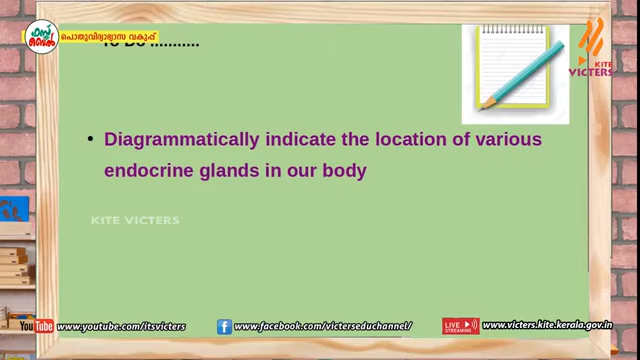 ഫസ്റ്റ് ബെൽ
പൊതുവിദ്യാഭ്യാസ വകുപ്പ്
To Do ...........
KITE
VICTERS
• Diagrammatically indicate the location of various
endocrine glands in our body
KITE VICTERS
YouTube www.youtube.com/itsvicters
f www.facebook.com/victerseduchannel/
LIVE STREAMING www.victers.kite.kerala.gov.in